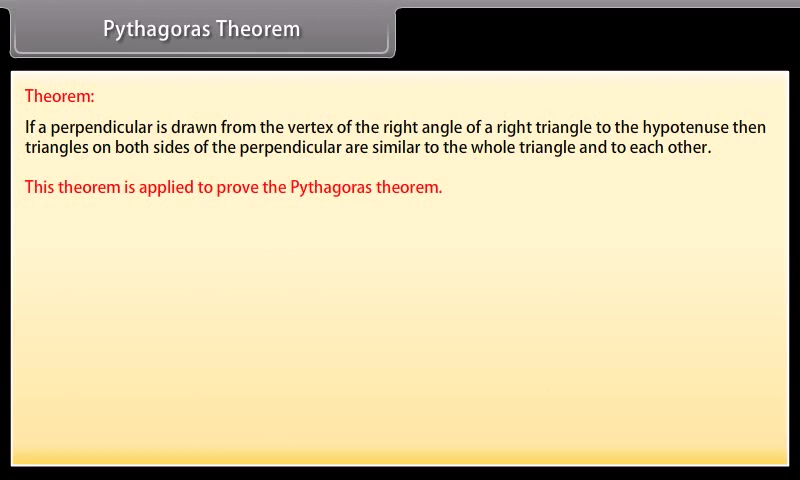 Pythagoras Theorem
Theorem:
If a perpendicular is drawn from the vertex of the right angle of a right triangle to the hypotenuse then
triangles on both sides of the perpendicular are similar to the whole triangle and to each other.
This theorem is applied to prove the Pythagoras theorem.